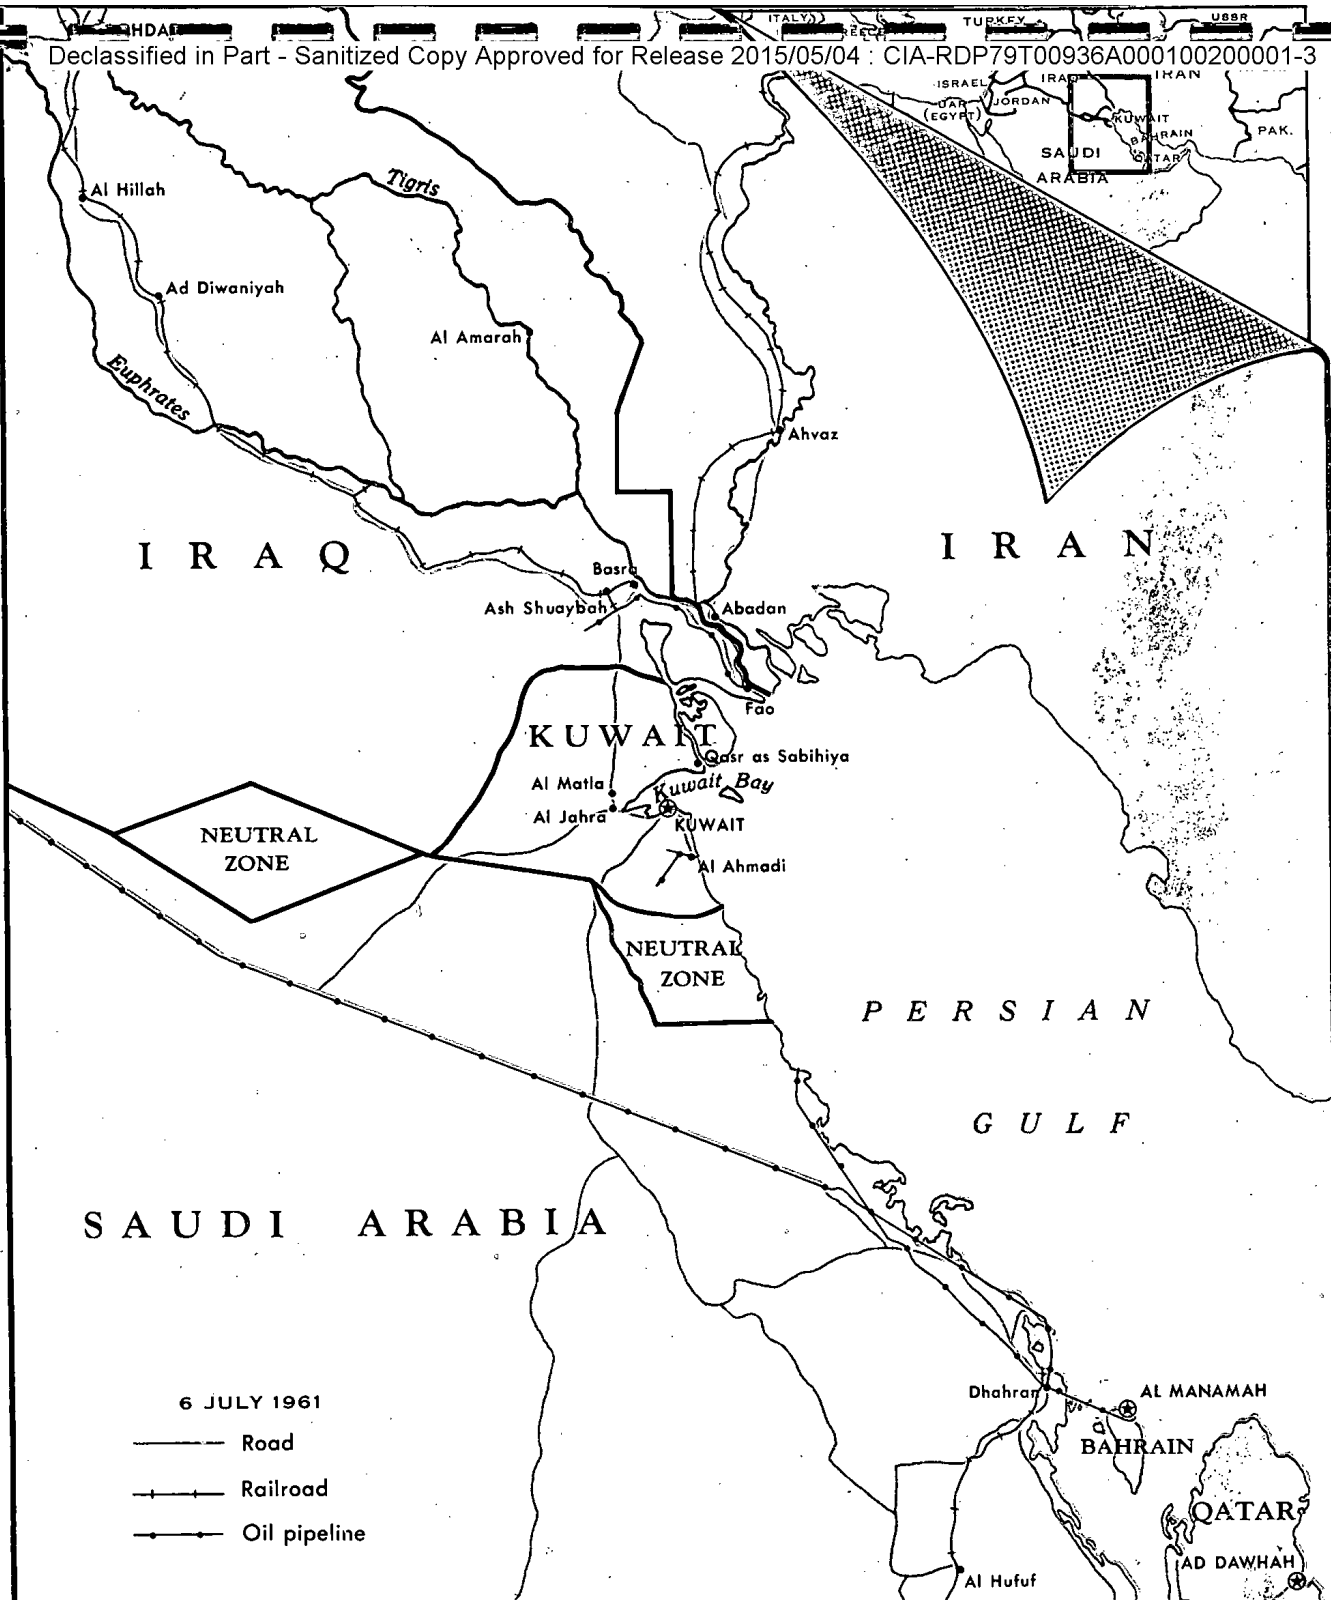 HDA
ITALY
TURKEY
USSR
Declassified in Part - Sanitized Copy Approved for Release 2015/05/04 : CIA-RDP79T00936A000100200001-3
ISRAEL
IRAQ
IRAN
UAR
(EGYPT)
JORDAN
KUWAIT
BAHRAIN
PAK.
SAUDI
QATAR
ARABIA
Tigris
Al Hillah
Ad Diwaniyah
Al Amarah
Euphrates
Ahvaz
IRAQ
IRAN
Basra
Ash Shuaybah
Abadan
Fao
KUWAIT
Qasr as Sabihiya
Al Matla
Kuwait Bay
Al Jahra
KUWAIT
NEUTRAL
ZONE
Al Ahmadi
NEUTRAL
ZONE
PERSIAN
GULF
SAUDI ARABIA
6 JULY 1961
Dhahran
AL MANAMAH
Road
BAHRAIN
Railroad
QATAR
Oil pipeline
AD DAWHAH
Al Hufuf